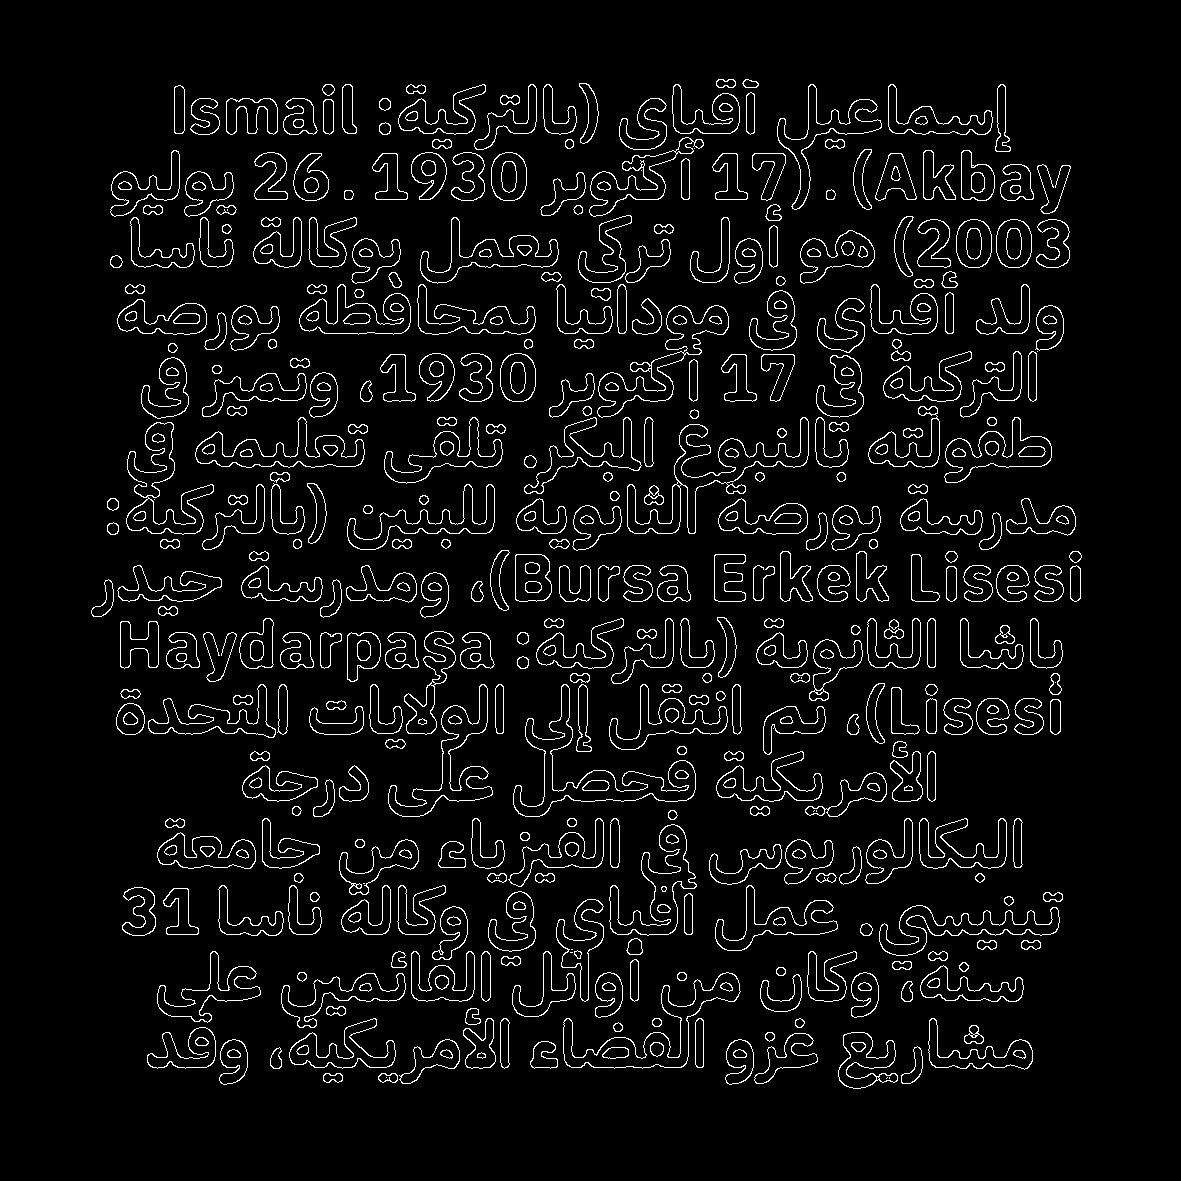 إسماعيل آقباي (بالتركية: Ismail
Akbay) . (17 أكتوبر 1930 . 26 يوليو
2003) هو أول تركي يعمل بوكالة ناسا.
ولد أقباي في موداتيا بمحافظة بورصة
التركية في 17 أكتوبر 1930، وتميز في
طفولته بالنبوغ المبكر. تلقى تعليمه في
مدرسة بورصة الثانوية للبنين (بالتركية:
Bursa Erkek Lisesi)، ومدرسة حيدر
باشا الثانوية (بالتركية: Haydarpaşa
Lisesi)، ثم انتقل إلى الولايات المتحدة
الأمريكية فحصل على درجة
البكالوريوس في الفيزياء من جامعة
تينيسي. عمل أقباي في وكالة ناسا 31
سنة، وكان من أوائل القائمين على
مشاريع غزو الفضاء الأمريكية، وقد